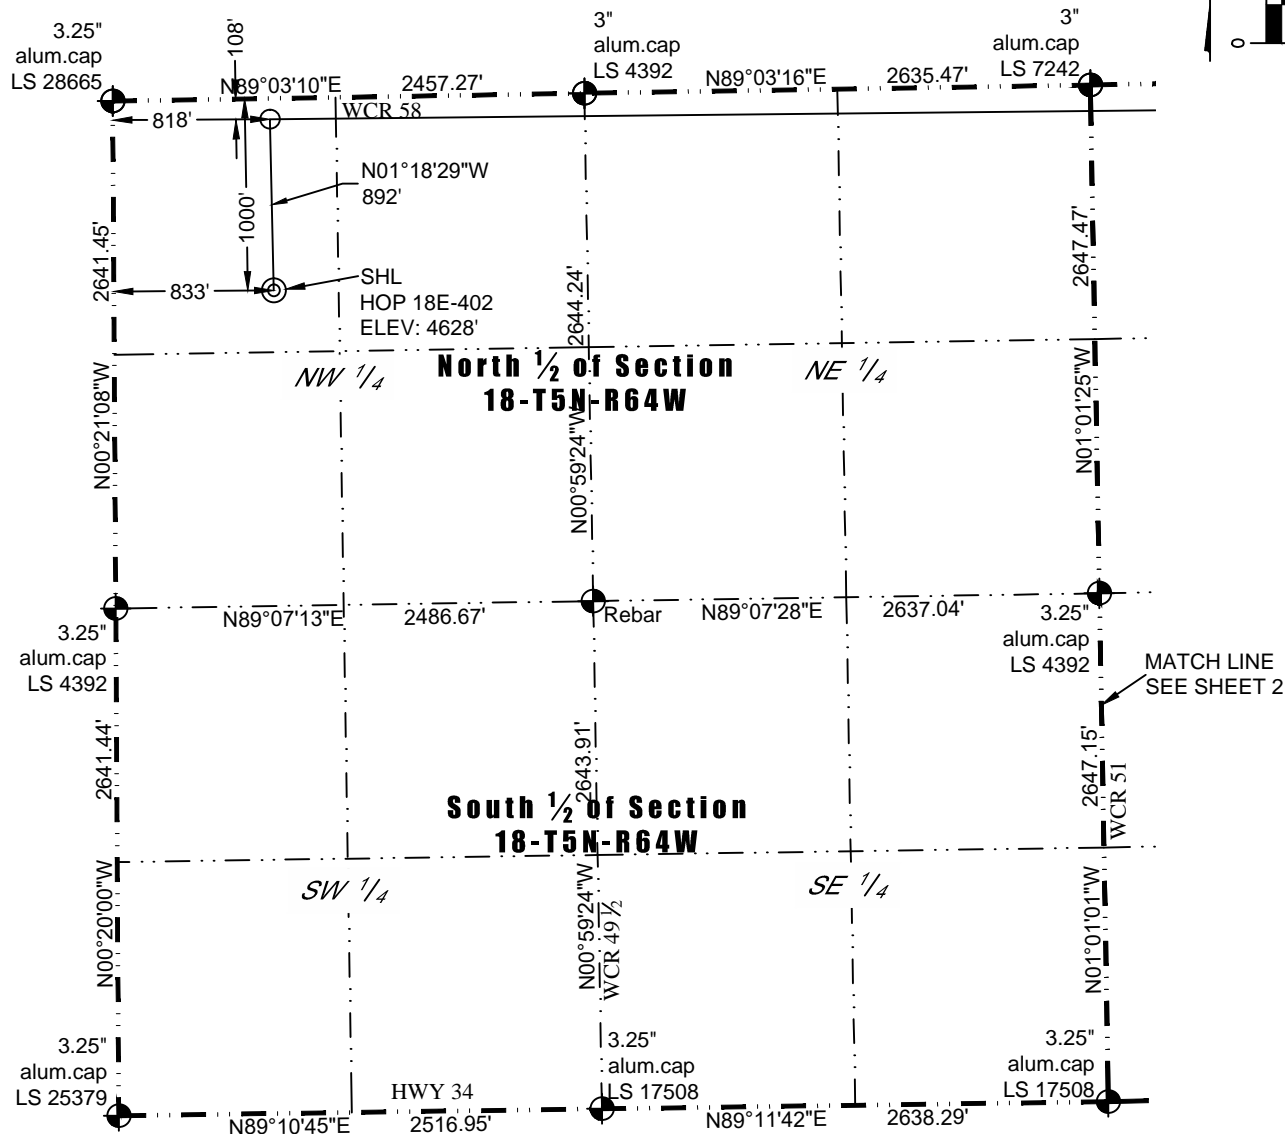 3.25"
alum.cap
LS 28665
108'
3"
alum.cap
LS 4392
3"
alum.cap
LS 7242
0
N89°03'10"E
2457.27'
N89°03'16"E
2635.47'
WCR 58
818'
N01°18'29"W
892'
1000'
2641.45'
2644.24'
2647.47'
833'
SHL
HOP 18E-402
ELEV: 4628'
North ½ of Section
18-T5N-R64W
NW 1/4
NE 1/4
N00°21'08"W
N00°59'24"W
N01°01'25"W
N89°07'13"E
2486.67'
Rebar
N89°07'28"E
2637.04'
3.25"
alum.cap
LS 4392
3.25"
alum.cap
LS 4392
MATCH LINE
SEE SHEET 2
2641.44'
2643.91'
2647.15'
WCR 51
South ½ of Section
18-T5N-R64W
SW 1/4
SE 1/4
N00°20'00"W
N00°59'24"W
WCR 49½
N01°01'01"W
3.25"
alum.cap
LS 25379
3.25"
alum.cap
LS 17508
3.25"
alum.cap
LS 17508
HWY 34
N89°10'45"E
2516.95'
N89°11'42"E
2638.29'